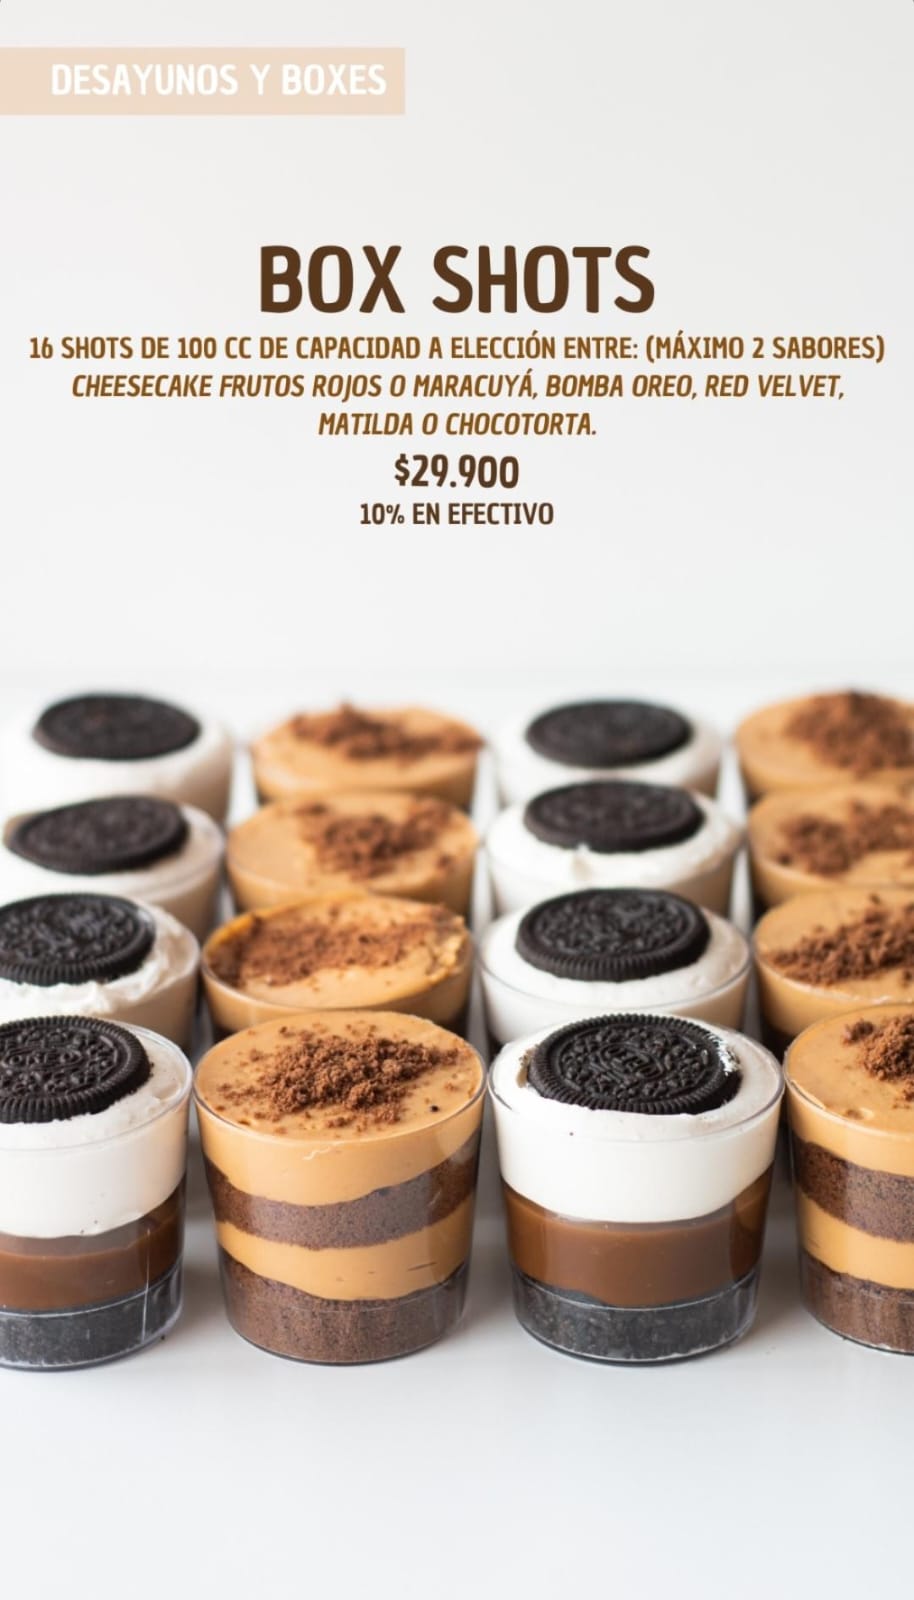 DESAYUNOS Y BOXES
BOX SHOTS
16 SHOTS DE 100 CC DE CAPACIDAD A ELECCIÓN ENTRE: (MÁXIMO 2 SABORES)
CHEESECAKE FRUTOS ROJOS O MARACUYÁ, BOMBA OREO, RED VELVET,
MATILDA O CHOCOTORTA.
$29.900
10% EN EFECTIVO
OREO